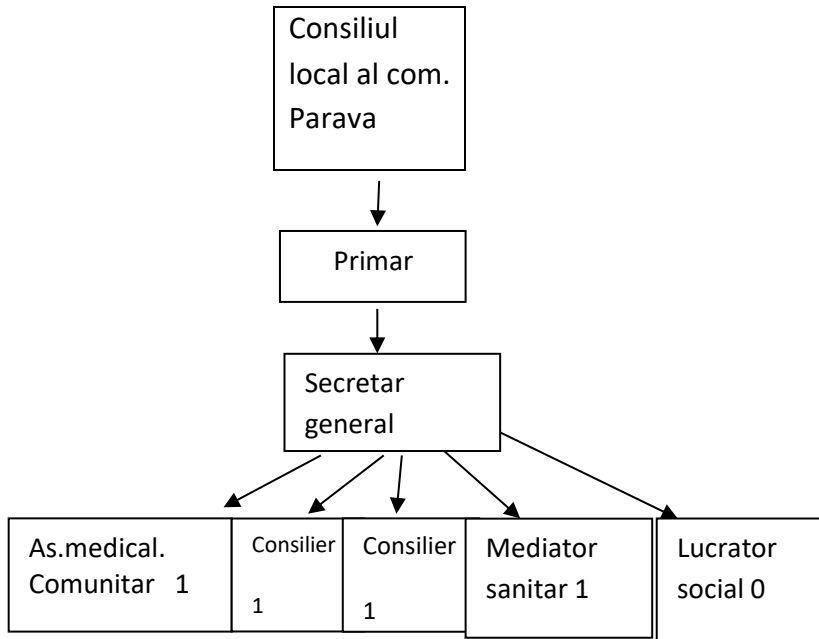 Consiliul
local al com.
Parava
Primar
Secretar
general
As.medical.
Comunitar 1
Consilier
1
Consilier
1
Mediator
sanitar 1
Lucrator
social 0